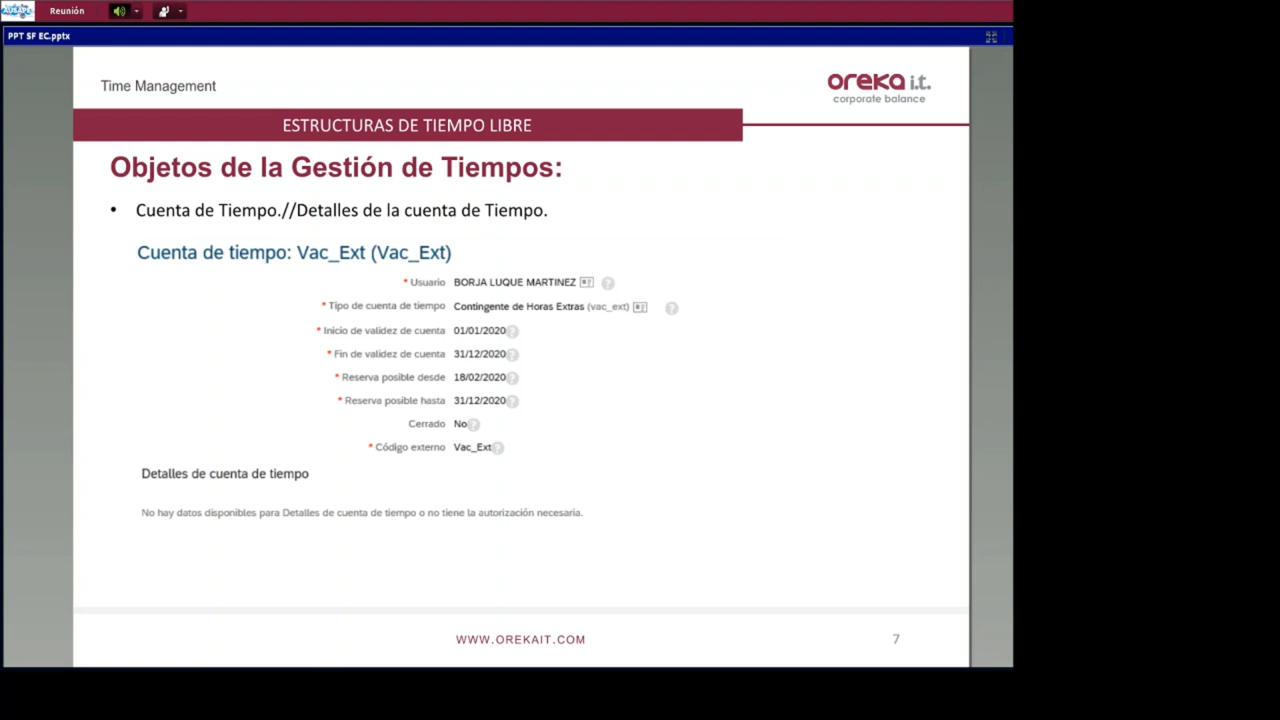 Reunión
PPT SF EC.pptx
Time Management
oreka i.t.
corporate balance
ESTRUCTURAS DE TIEMPO LIBRE
Objetos de la Gestión de Tiempos:
• Cuenta de Tiempo.//Detalles de la cuenta de Tiempo.
Cuenta de tiempo: Vac_Ext (Vac_Ext)
* Usuario BORJA LUQUE MARTINEZ ?
* Tipo de cuenta de tiempo Contingente de Horas Extras (vac_ext) ?
* Inicio de validez de cuenta 01/01/2020 ?
* Fin de validez de cuenta 31/12/2020 ?
* Reserva posible desde 18/02/2020 ?
* Reserva posible hasta 31/12/2020 ?
Cerrado No ?
* Código externo Vac_Ext ?
Detalles de cuenta de tiempo
No hay datos disponibles para Detalles de cuenta de tiempo o no tiene la autorización necesaria.
WWW.OREKAIT.COM
7